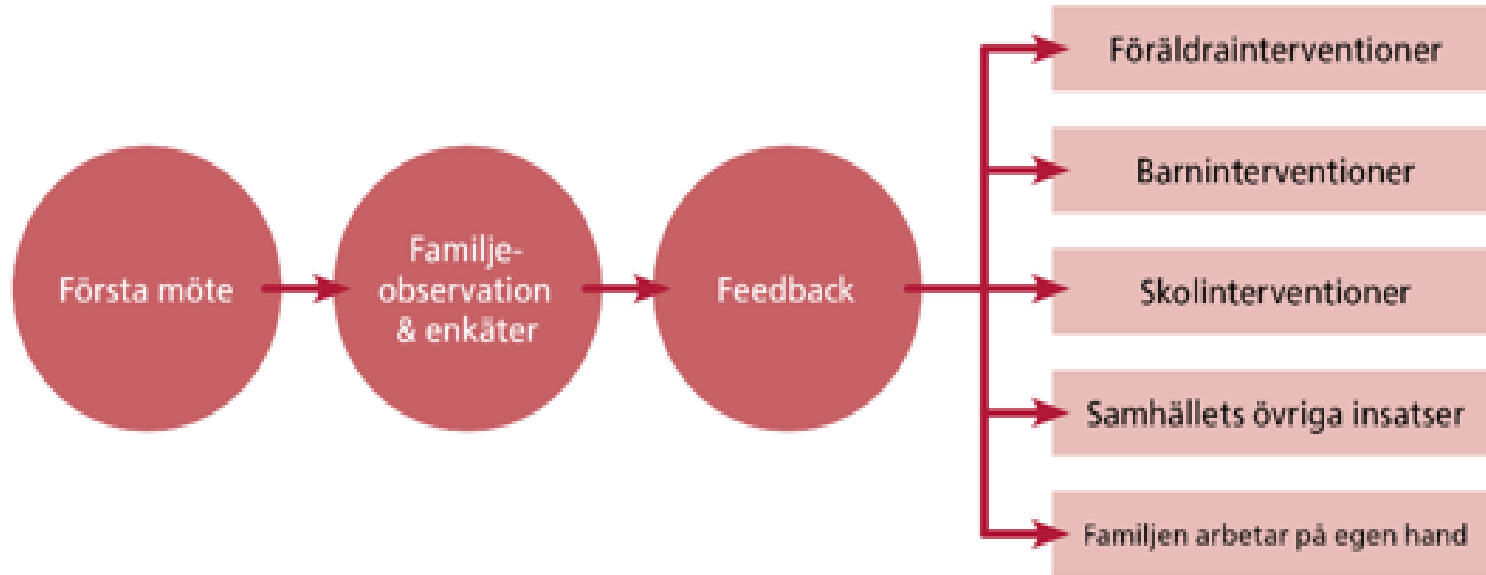 Första möte
Familje-
observation
& enkäter
Feedback
Föräldrainterventioner
Barninterventioner
Skolinterventioner
Samhällets övriga insatser
Familjen arbetar på egen hand